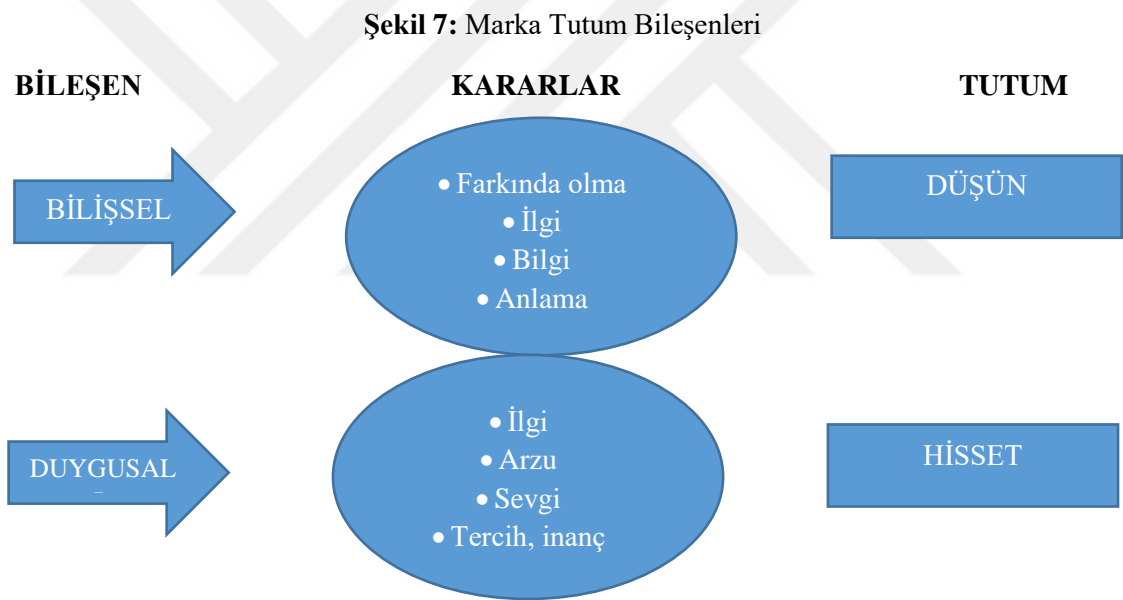 Şekil 7: Marka Tutum Bileşenleri
BİLEŞEN KARARLAR TUTUM
BİLİŞSEL
• Farkında olma
• İlgi
• Bilgi
• Anlama
DÜŞÜN
DUYGUSAL
• İlgi
• Arzu
• Sevgi
• Tercih, inanç
HİSSET